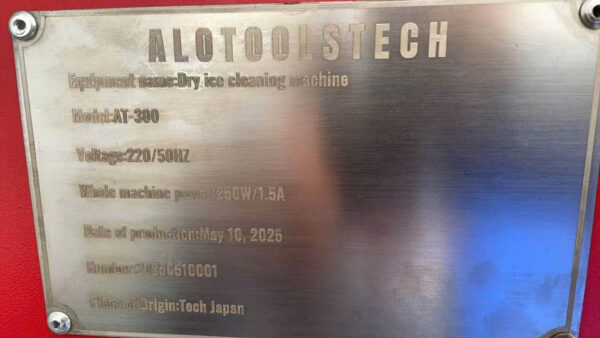 ALOTOOLSTECH
Equipment name:Dry ice cleaning machine
Model:AT-300
Voltage:220/50HZ
Whole machine power:250W/1.5A
Date of production:May 10, 2025
Number:20250510001
Place of Origin:Tech Japan